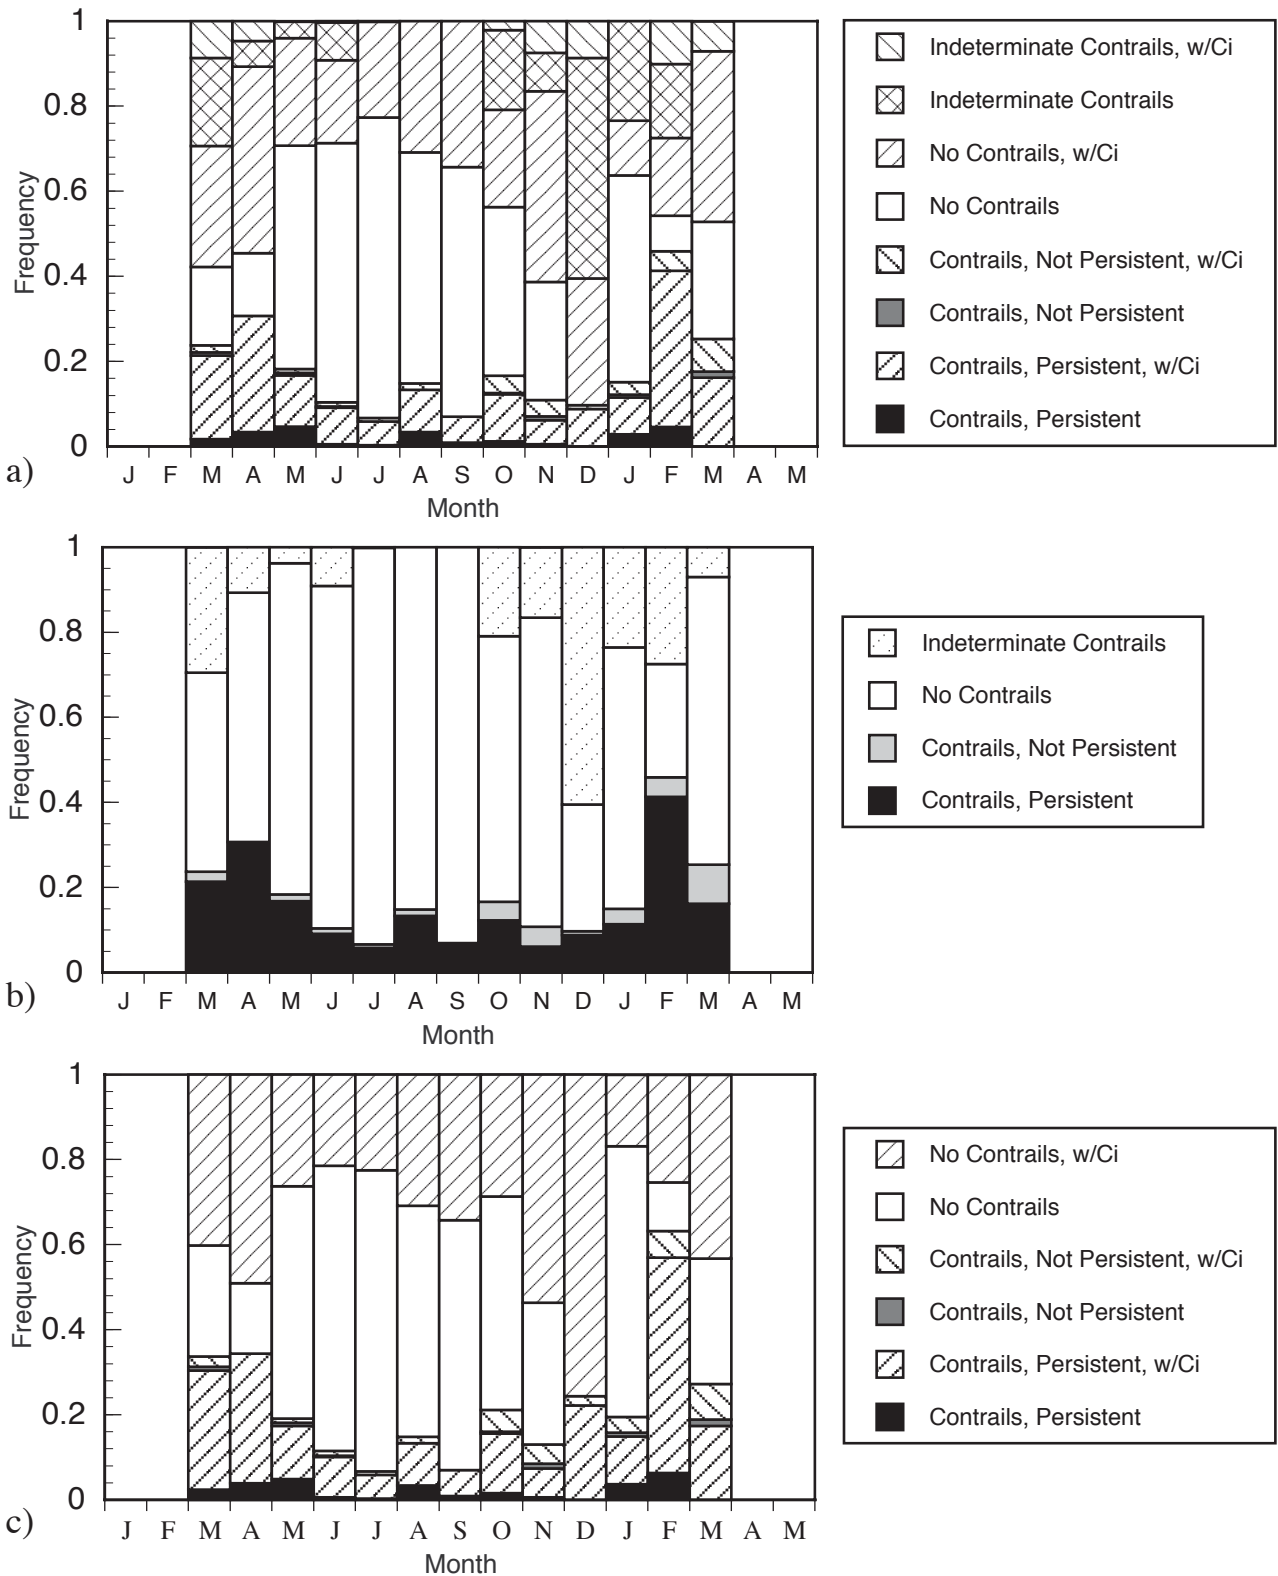 1
0.8
0.6
0.4
0.2
0
Frequency
J F M A M J J A S O N D J F M A M
Month
a)
Indeterminate Contrails, w/Ci
Indeterminate Contrails
No Contrails, w/Ci
No Contrails
Contrails, Not Persistent, w/Ci
Contrails, Not Persistent
Contrails, Persistent, w/Ci
Contrails, Persistent
1
0.8
0.6
0.4
0.2
0
Frequency
J F M A M J J A S O N D J F M A M
Month
b)
Indeterminate Contrails
No Contrails
Contrails, Not Persistent
Contrails, Persistent
1
0.8
0.6
0.4
0.2
0
Frequency
J F M A M J J A S O N D J F M A M
Month
c)
No Contrails, w/Ci
No Contrails
Contrails, Not Persistent, w/Ci
Contrails, Not Persistent
Contrails, Persistent, w/Ci
Contrails, Persistent